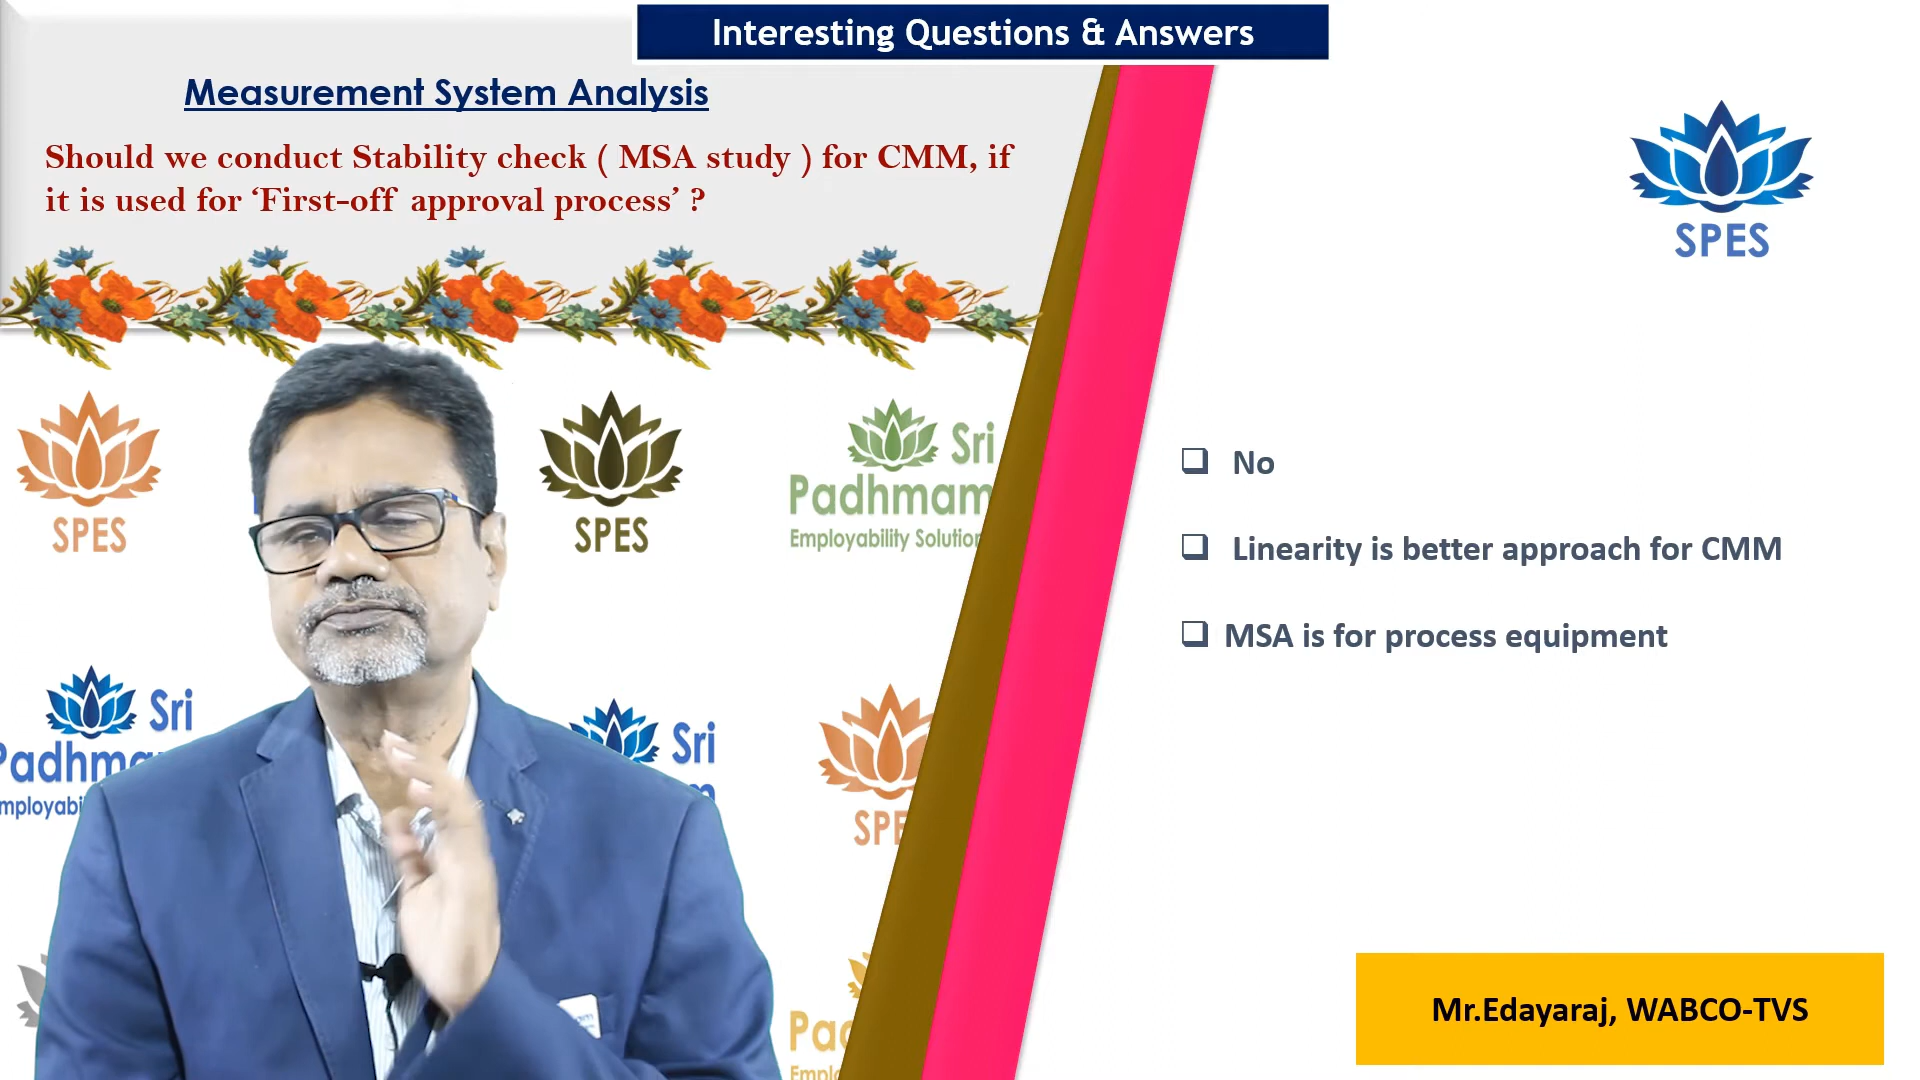 Interesting Questions & Answers
Measurement System Analysis
Should we conduct Stability check ( MSA study ) for CMM, if
it is used for ‘First-off approval process’ ?
SPES
SPES
SPES
Sri
Padhmam
Employability Solution
No
Linearity is better approach for CMM
MSA is for process equipment
Sri
Padhmam
Sri
SPE
Mr.Edayaraj, WABCO-TVS